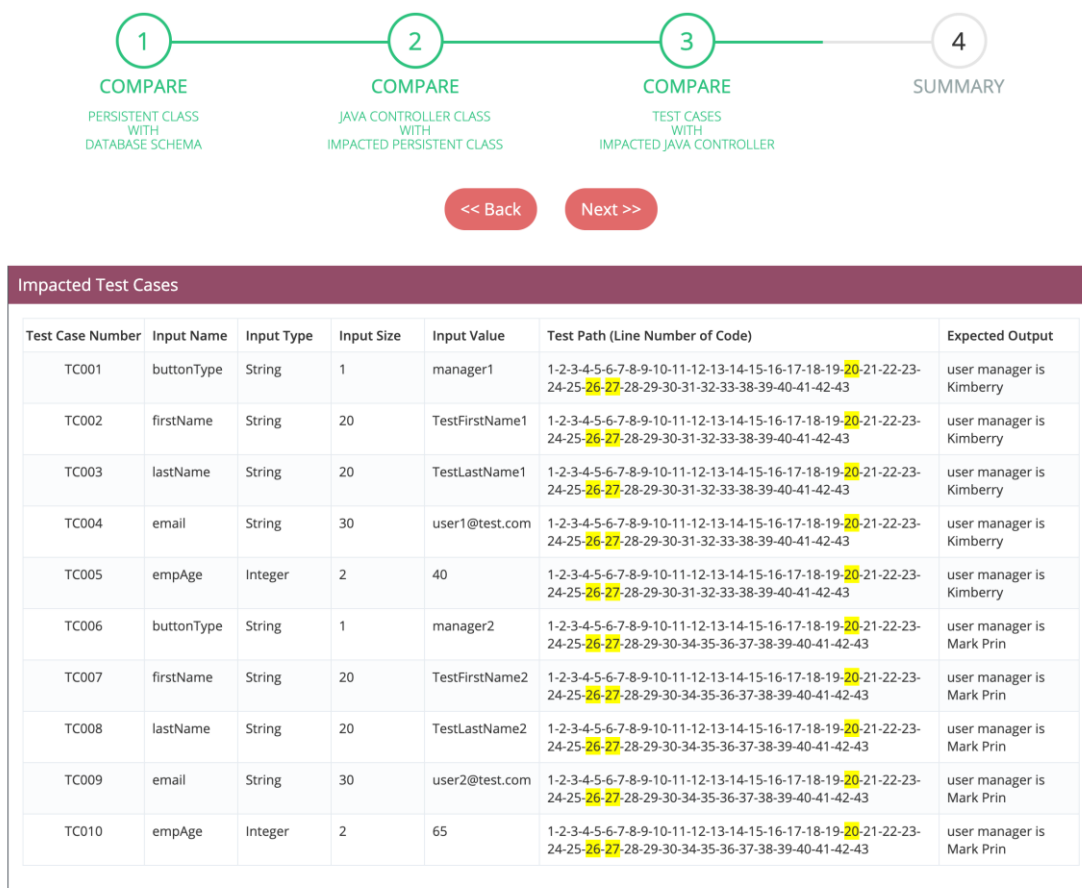 1 2 3 4
COMPARE COMPARE COMPARE SUMMARY
PERSISTENT CLASS JAVA CONTROLLER CLASS TEST CASES
WITH WITH WITH
DATABASE SCHEMA IMPACTED PERSISTENT CLASS IMPACTED JAVA CONTROLLER
<< Back Next >>
Impacted Test Cases
Test Case Number Input Name Input Type Input Size Input Value Test Path (Line Number of Code) Expected Output
TC001 buttonType String 1 manager1 1-2-3-4-5-6-7-8-9-10-11-12-13-14-15-16-17-18-19-20-21-22-23- user manager is
24-25-26-27-28-29-30-31-32-33-38-39-40-41-42-43 Kimberry
TC002 firstName String 20 TestFirstName1 1-2-3-4-5-6-7-8-9-10-11-12-13-14-15-16-17-18-19-20-21-22-23- user manager is
24-25-26-27-28-29-30-31-32-33-38-39-40-41-42-43 Kimberry
TC003 lastName String 20 TestLastName1 1-2-3-4-5-6-7-8-9-10-11-12-13-14-15-16-17-18-19-20-21-22-23- user manager is
24-25-26-27-28-29-30-31-32-33-38-39-40-41-42-43 Kimberry
TC004 email String 30 user1@test.com 1-2-3-4-5-6-7-8-9-10-11-12-13-14-15-16-17-18-19-20-21-22-23- user manager is
24-25-26-27-28-29-30-31-32-33-38-39-40-41-42-43 Kimberry
TC005 empAge Integer 2 40 1-2-3-4-5-6-7-8-9-10-11-12-13-14-15-16-17-18-19-20-21-22-23- user manager is
24-25-26-27-28-29-30-31-32-33-38-39-40-41-42-43 Kimberry
TC006 buttonType String 1 manager2 1-2-3-4-5-6-7-8-9-10-11-12-13-14-15-16-17-18-19-20-21-22-23- user manager is
24-25-26-27-28-29-30-34-35-36-37-38-39-40-41-42-43 Mark Prin
TC007 firstName String 20 TestFirstName2 1-2-3-4-5-6-7-8-9-10-11-12-13-14-15-16-17-18-19-20-21-22-23- user manager is
24-25-26-27-28-29-30-34-35-36-37-38-39-40-41-42-43 Mark Prin
TC008 lastName String 20 TestLastName2 1-2-3-4-5-6-7-8-9-10-11-12-13-14-15-16-17-18-19-20-21-22-23- user manager is
24-25-26-27-28-29-30-34-35-36-37-38-39-40-41-42-43 Mark Prin
TC009 email String 30 user2@test.com 1-2-3-4-5-6-7-8-9-10-11-12-13-14-15-16-17-18-19-20-21-22-23- user manager is
24-25-26-27-28-29-30-34-35-36-37-38-39-40-41-42-43 Mark Prin
TC010 empAge Integer 2 65 1-2-3-4-5-6-7-8-9-10-11-12-13-14-15-16-17-18-19-20-21-22-23- user manager is
24-25-26-27-28-29-30-34-35-36-37-38-39-40-41-42-43 Mark Prin